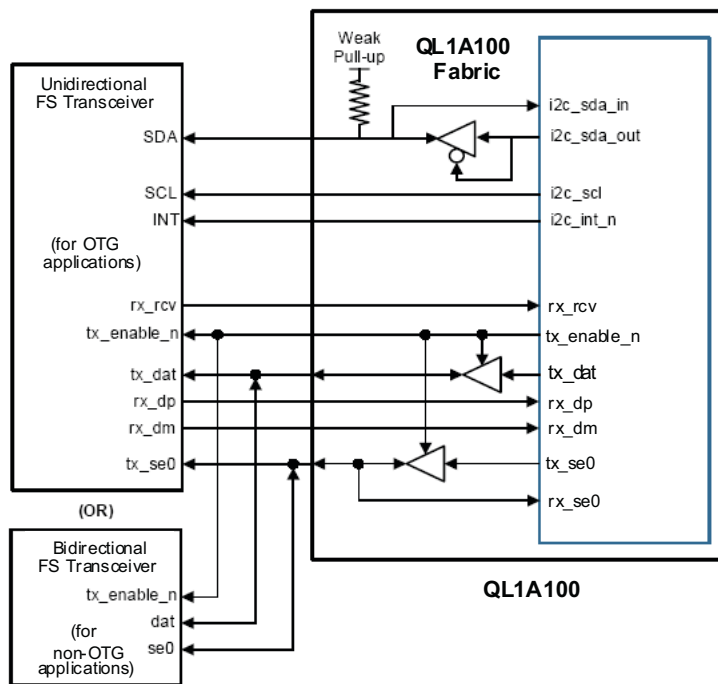 Unidirectional
FS Transceiver
SDA
SCL
INT
(for OTG
applications)
rx_rcv
tx_enable_n
tx_dat
rx_dp
rx_dm
tx_se0
(OR)
Bidirectional
FS Transceiver
tx_enable_n
dat
(for
se0
non-OTG
applications)
Weak
Pull-up
QL1A100
Fabric
i2c_sda_in
i2c_sda_out
i2c_scl
i2c_int_n
rx_rcv
tx_enable_n
tx_dat
rx_dp
rx_dm
tx_se0
rx_se0
QL1A100